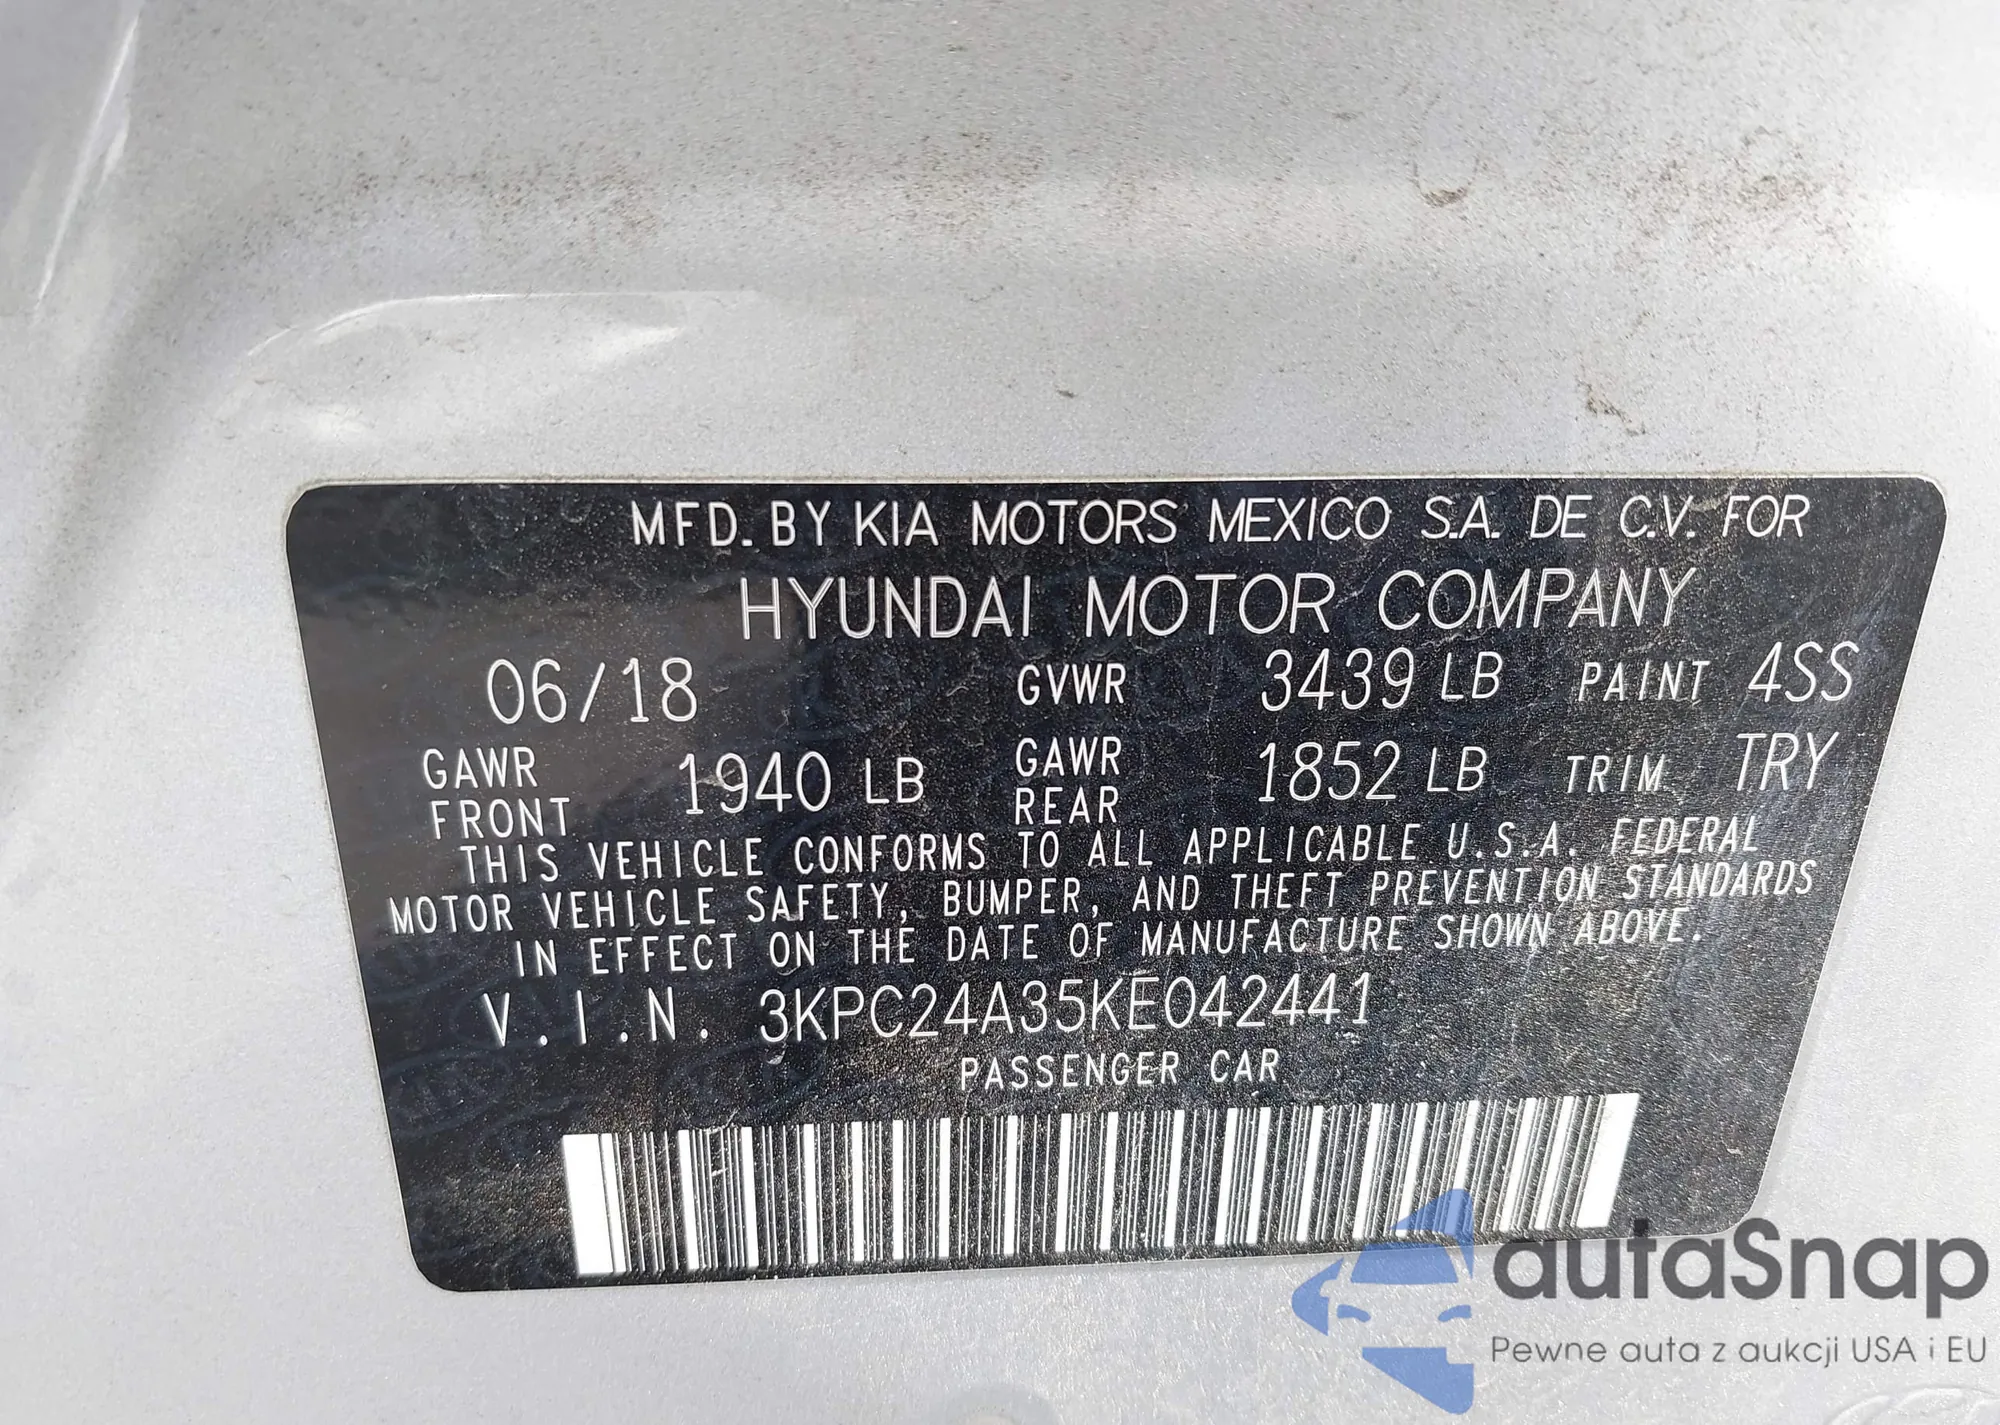 MFD. BY KIA MOTORS MEXICO S.A. DE C.V. FOR
HYUNDAI MOTOR COMPANY
06/18 GVWR 3439 LB PAINT 4SS
GAWR FRONT 1940 LB GAWR REAR 1852 LB TRIM TRY
THIS VEHICLE CONFORMS TO ALL APPLICABLE U.S.A. FEDERAL
MOTOR VEHICLE SAFETY, BUMPER, AND THEFT PREVENTION STANDARDS
IN EFFECT ON THE DATE OF MANUFACTURE SHOWN ABOVE.
V.I.N. 3KPC24A35KE042441
PASSENGER CAR
autaSnap
Pewne auta z aukcji USA i EU